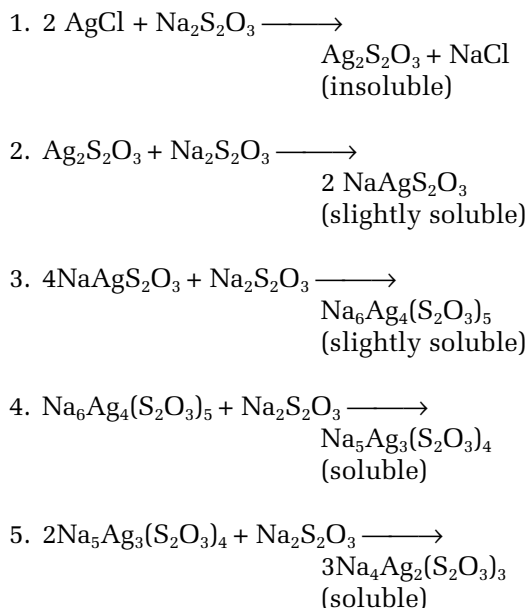 1. 2 AgCl + Na₂S₂O₃ ⟶
Ag₂S₂O₃ + NaCl
(insoluble)
2. Ag₂S₂O₃ + Na₂S₂O₃ ⟶
2 NaAgS₂O₃
(slightly soluble)
3. 4NaAgS₂O₃ + Na₂S₂O₃ ⟶
Na₆Ag₄(S₂O₃)₅
(slightly soluble)
4. Na₆Ag₄(S₂O₃)₅ + Na₂S₂O₃ ⟶
Na₅Ag₃(S₂O₃)₄
(soluble)
5. 2Na₅Ag₃(S₂O₃)₄ + Na₂S₂O₃ ⟶
3Na₄Ag₂(S₂O₃)₃
(soluble)